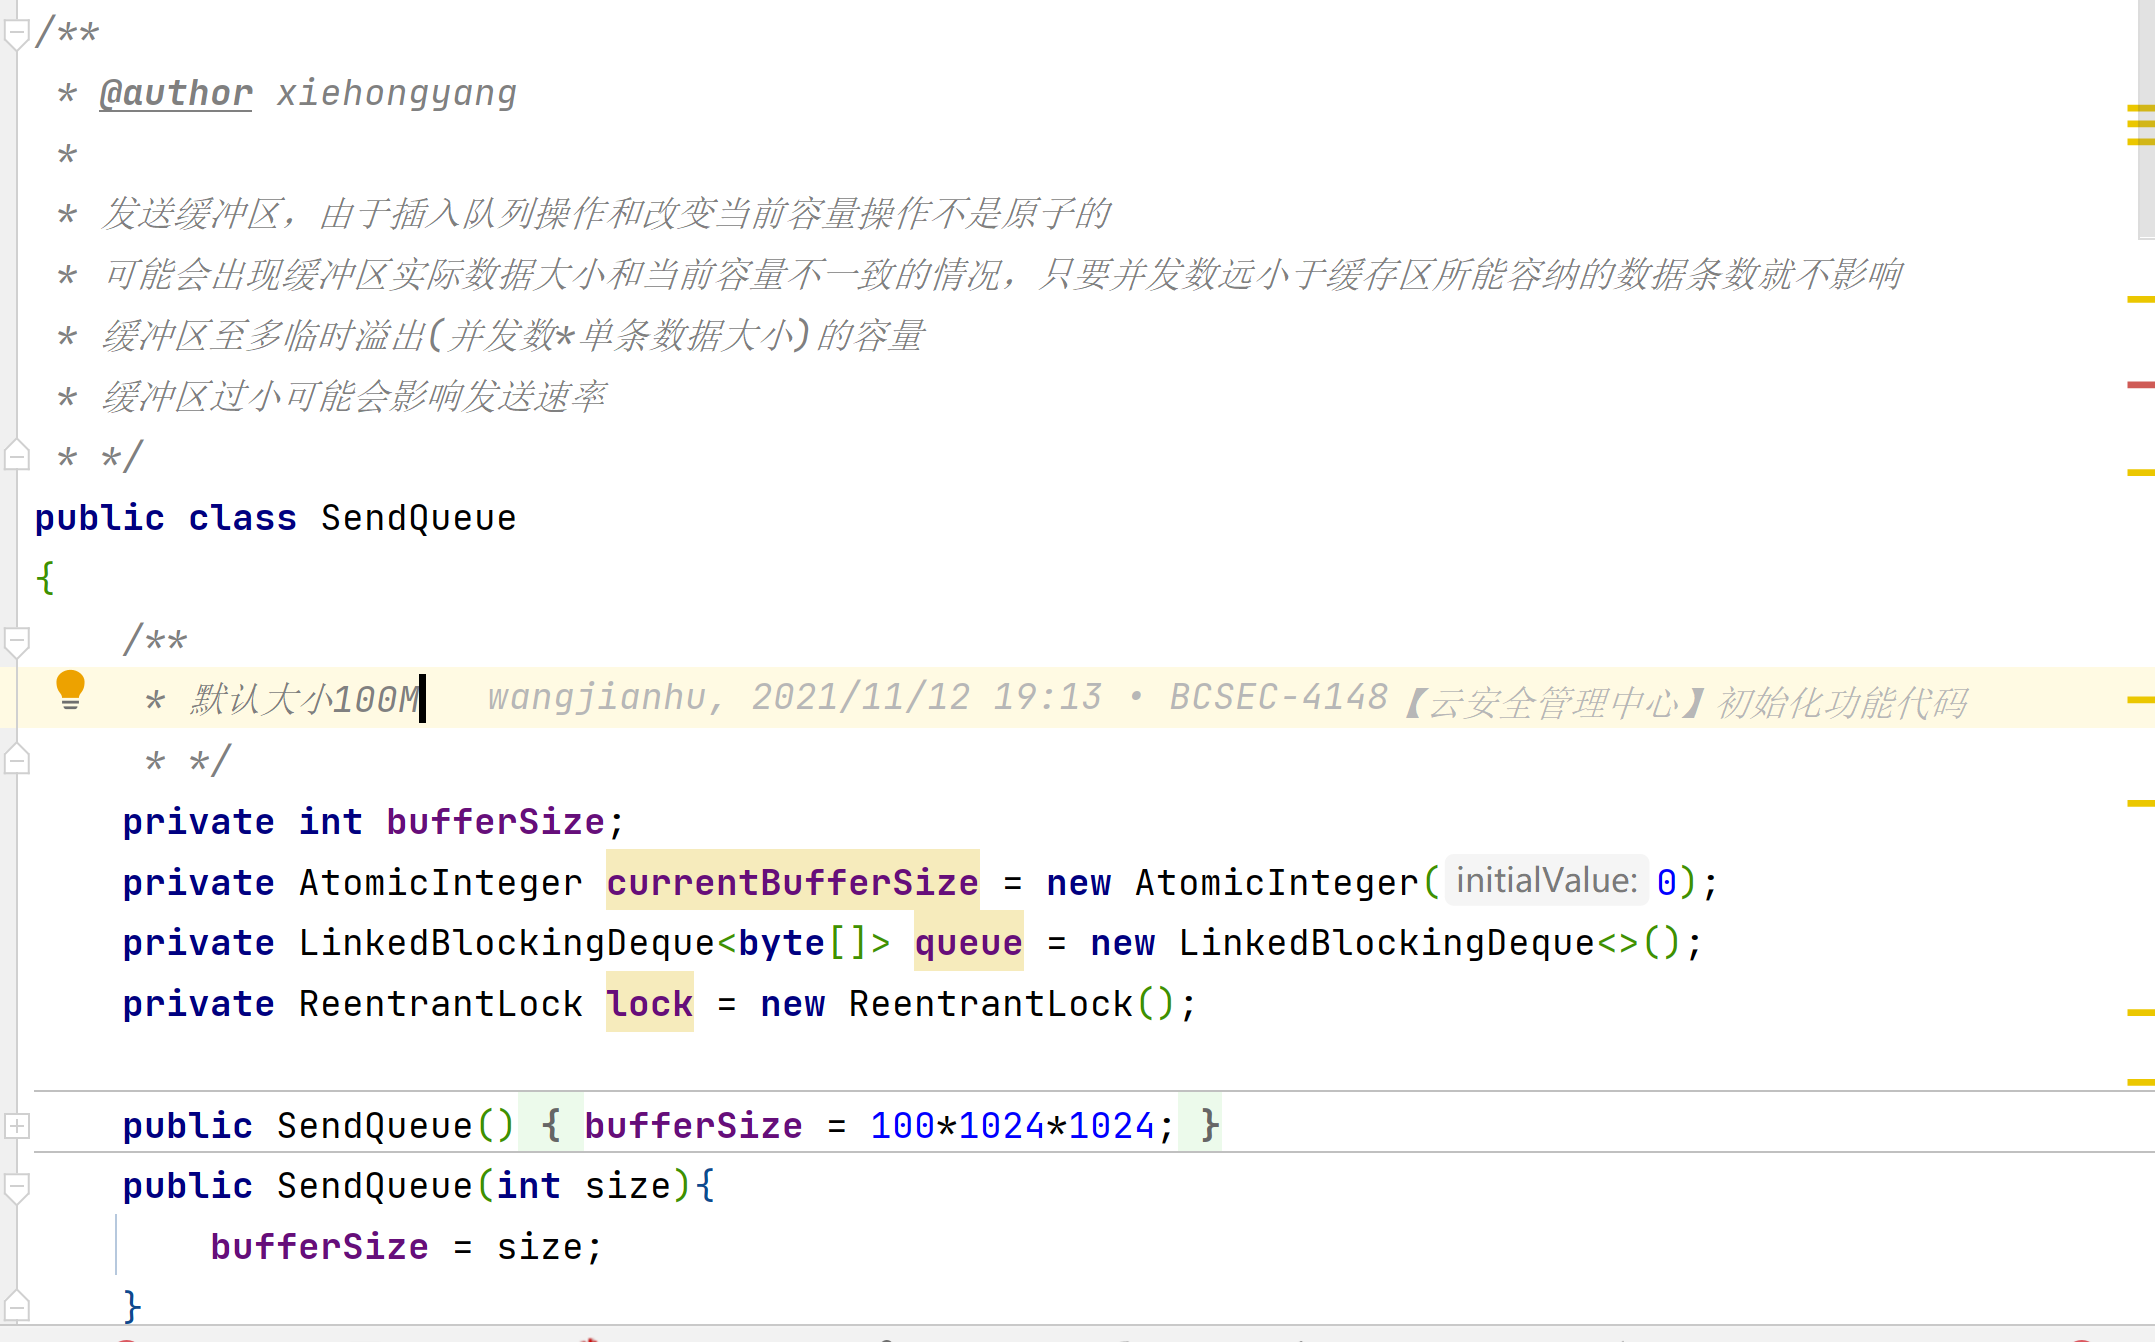 /**
 * @author xiehongyang
 *
 * 发送缓冲区，由于插入队列操作和改变当前容量操作不是原子的
 * 可能会出现缓冲区实际数据大小和当前容量不一致的情况，只要并发数远小于缓存区所能容纳的数据条数就不影响
 * 缓冲区至多临时溢出(并发数*单条数据大小)的容量
 * 缓冲区过小可能会影响发送速率
 * */
public class SendQueue
{
    /**
     * 默认大小100M    wangjianhu, 2021/11/12 19:13 • BCSEC-4148【云安全管理中心】初始化功能代码
     * */
    private int bufferSize;
    private AtomicInteger currentBufferSize = new AtomicInteger( initialValue: 0);
    private LinkedBlockingDeque<byte[]> queue = new LinkedBlockingDeque<>();
    private ReentrantLock lock = new ReentrantLock();
    public SendQueue() { bufferSize = 100*1024*1024; }
    public SendQueue(int size){
        bufferSize = size;
    }